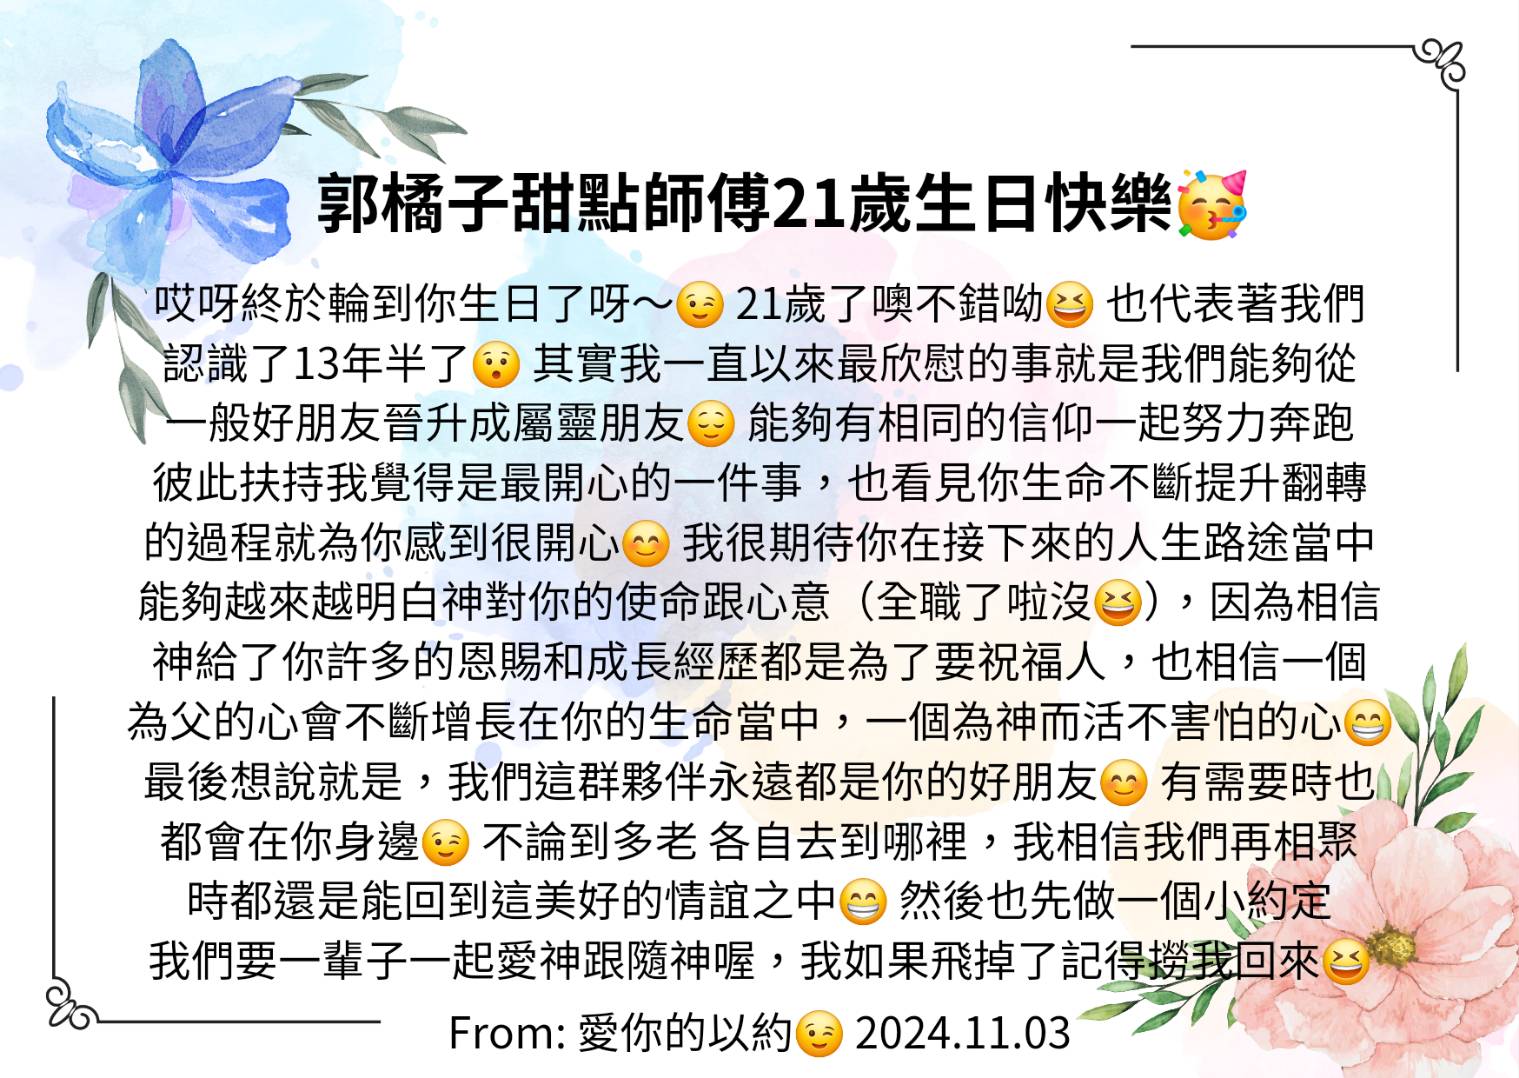 郭橘子甜點師傅21歲生日快樂🥳
哎呀終於輪到你生日了呀～😉 21歲了噢不錯呦😆 也代表著我們
認識了13年半了😯 其實我一直以來最欣慰的事就是我們能夠從
一般好朋友晉升成屬靈朋友😌 能夠有相同的信仰一起努力奔跑
彼此扶持我覺得是最開心的一件事，也看見你生命不斷提升翻轉
的過程就為你感到很開心😊 我很期待你在接下來的人生路途當中
能夠越來越明白神對你的使命跟心意（全職了啦沒😆），因為相信
神給了你許多的恩賜和成長經歷都是為了要祝福人，也相信一個
為父的心會不斷增長在你的生命當中，一個為神而活不害怕的心😁
最後想說就是，我們這群夥伴永遠都是你的好朋友😊 有需要時也
都會在你身邊😉 不論到多老 各自去到哪裡，我相信我們再相聚
時都還是能回到這美好的情誼之中😁 然後也先做一個小約定
我們要一輩子一起愛神跟隨神喔，我如果飛掉了記得撈我回來😆
From: 愛你的以約😉 2024.11.03